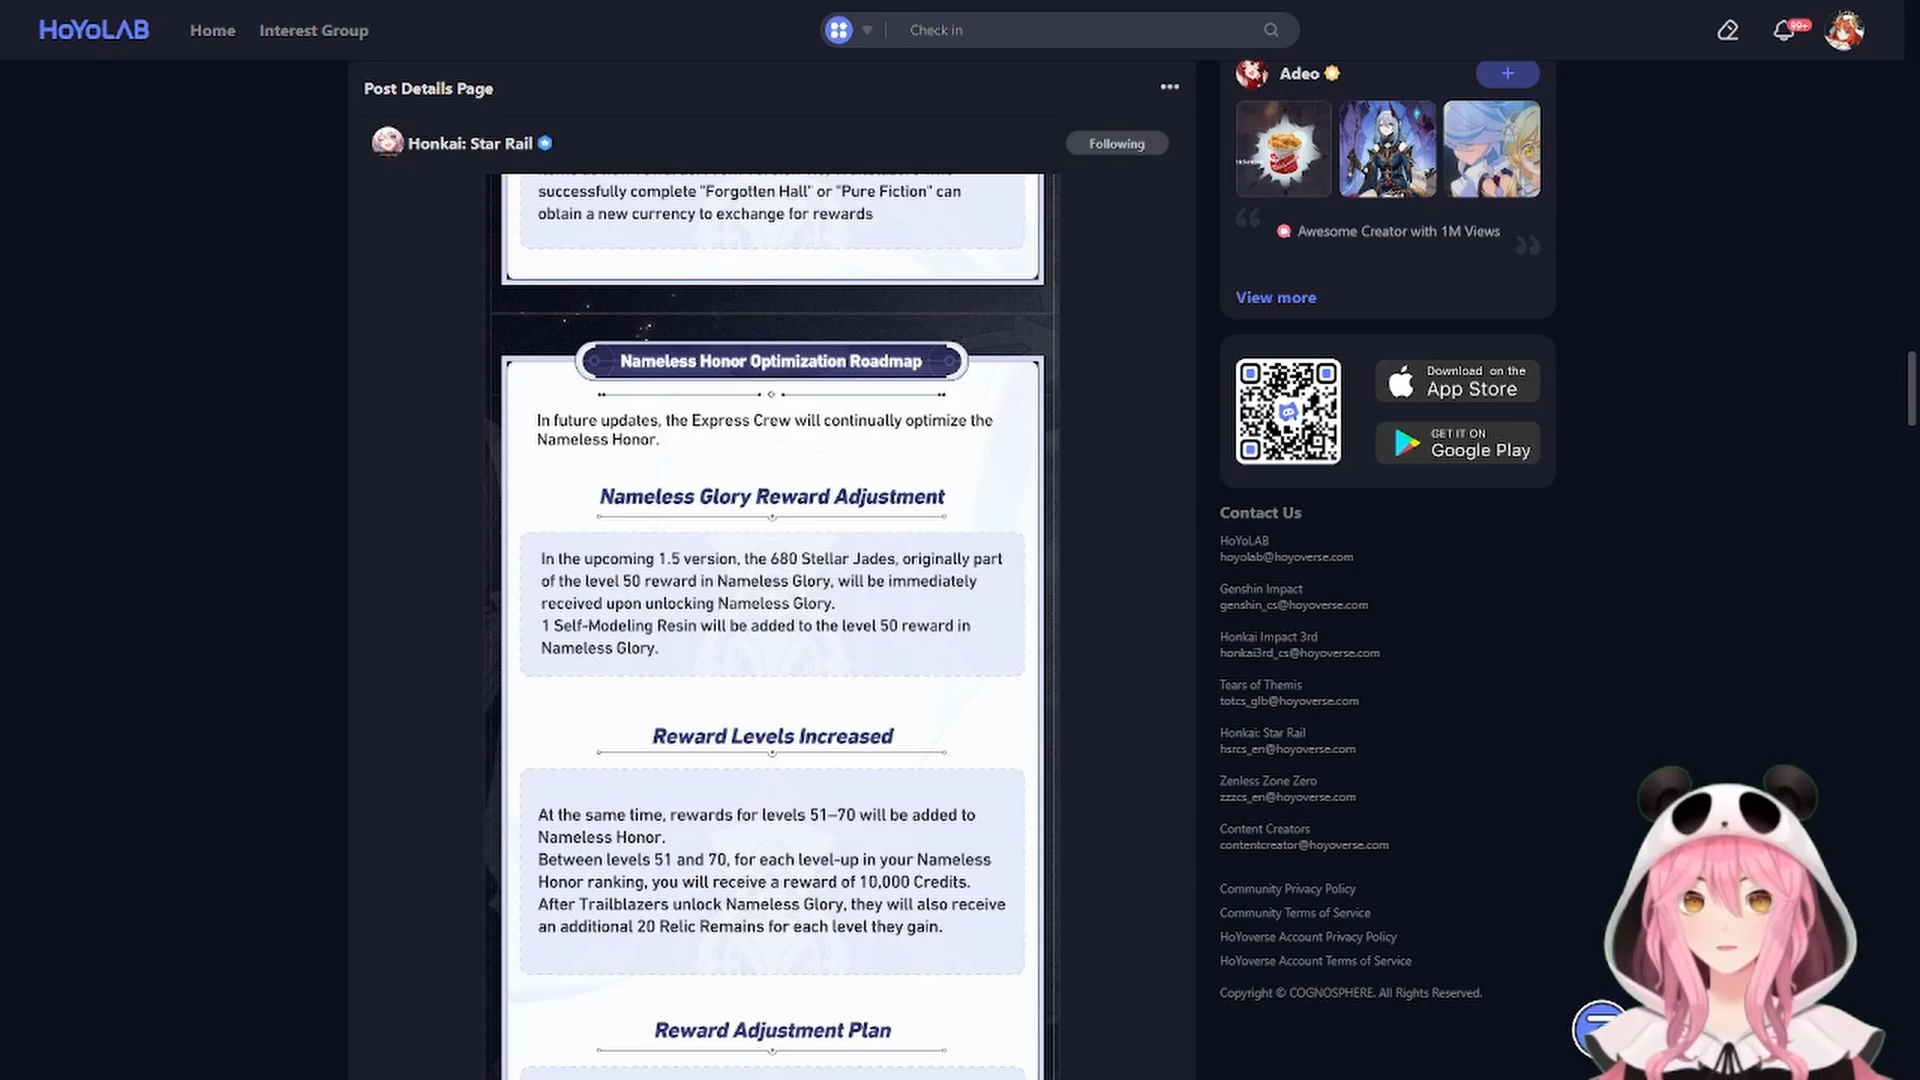 HoYoLAB
Home
Interest Group
Check in
99+
Post Details Page
Honkai: Star Rail
Following
successfully complete "Forgotten Hall" or "Pure Fiction" can
obtain a new currency to exchange for rewards
Nameless Honor Optimization Roadmap
In future updates, the Express Crew will continually optimize the
Nameless Honor.
Nameless Glory Reward Adjustment
In the upcoming 1.5 version, the 680 Stellar Jades, originally part
of the level 50 reward in Nameless Glory, will be immediately
received upon unlocking Nameless Glory.
1 Self-Modeling Resin will be added to the level 50 reward in
Nameless Glory.
Reward Levels Increased
At the same time, rewards for levels 51–70 will be added to
Nameless Honor.
Between levels 51 and 70, for each level-up in your Nameless
Honor ranking, you will receive a reward of 10,000 Credits.
After Trailblazers unlock Nameless Glory, they will also receive
an additional 20 Relic Remains for each level they gain.
Reward Adjustment Plan
Adeo
Awesome Creator with 1M Views
View more
Download on the
App Store
GET IT ON
Google Play
Contact Us
HoYoLAB
hoyolab@hoyoverse.com
Genshin Impact
genshin_cs@hoyoverse.com
Honkai Impact 3rd
honkai3rd_cs@hoyoverse.com
Tears of Themis
totcs_glb@hoyoverse.com
Honkai: Star Rail
hsrcs_en@hoyoverse.com
Zenless Zone Zero
zzzcs_en@hoyoverse.com
Content Creators
contentcreator@hoyoverse.com
Community Privacy Policy
Community Terms of Service
HoYoverse Account Privacy Policy
HoYoverse Account Terms of Service
Copyright © COGNOSPHERE. All Rights Reserved.